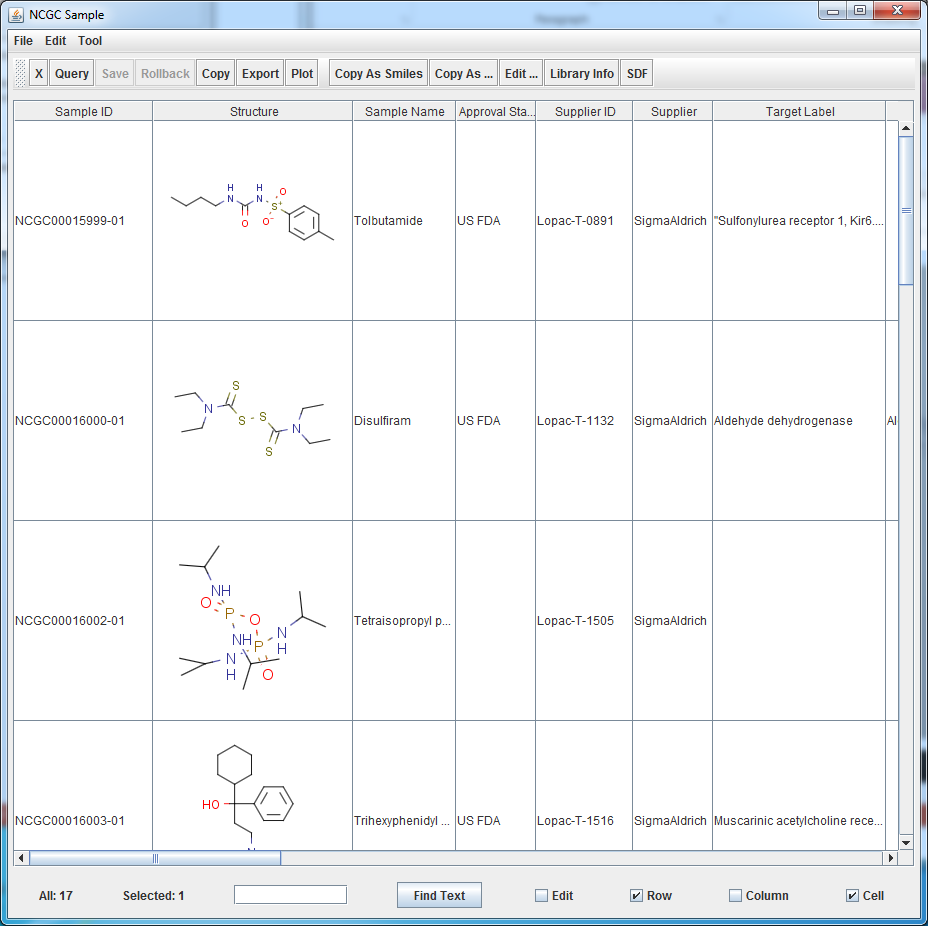 NCGC Sample
File Edit Tool
X Query Save Rollback Copy Export Plot Copy As Smiles Copy As ... Edit ... Library Info SDF
Sample ID Structure Sample Name Approval Sta... Supplier ID Supplier Target Label
NCGC00015999-01 Tolbutamide US FDA Lopac-T-0891 SigmaAldrich "Sulfonylurea receptor 1, Kir6....
H H
N N S+ O
O O-
NCGC00016000-01 Disulfiram US FDA Lopac-T-1132 SigmaAldrich Aldehyde dehydrogenase Al
S
N S S N
S
NCGC00016002-01 Tetraisopropyl p... Lopac-T-1505 SigmaAldrich
NH
O P O
NH P N
H
N
H O
NCGC00016003-01 Trihexyphenidyl ... US FDA Lopac-T-1516 SigmaAldrich Muscarinic acetylcholine rece...
HO
All: 17 Selected: 1 Find Text Edit Row Column Cell